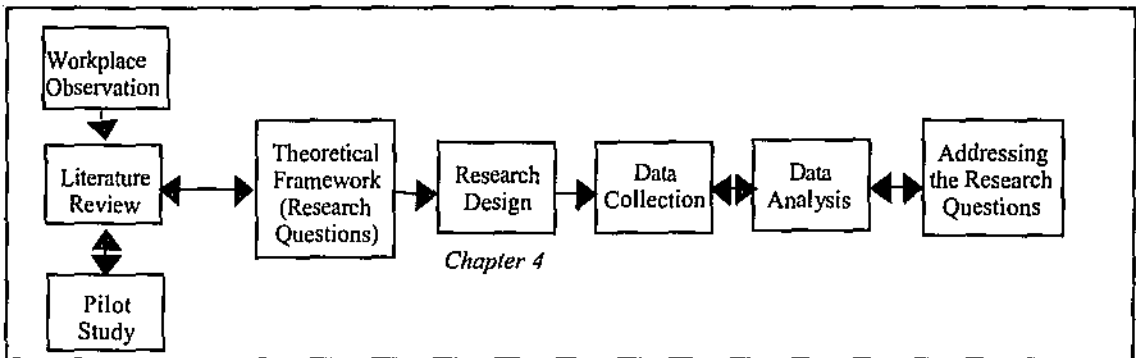 Workplace
Observation
Literature
Review
Pilot
Study
Theoretical
Framework
(Research
Questions)
Research
Design
Chapter 4
Data
Collection
Data
Analysis
Addressing
the Research
Questions